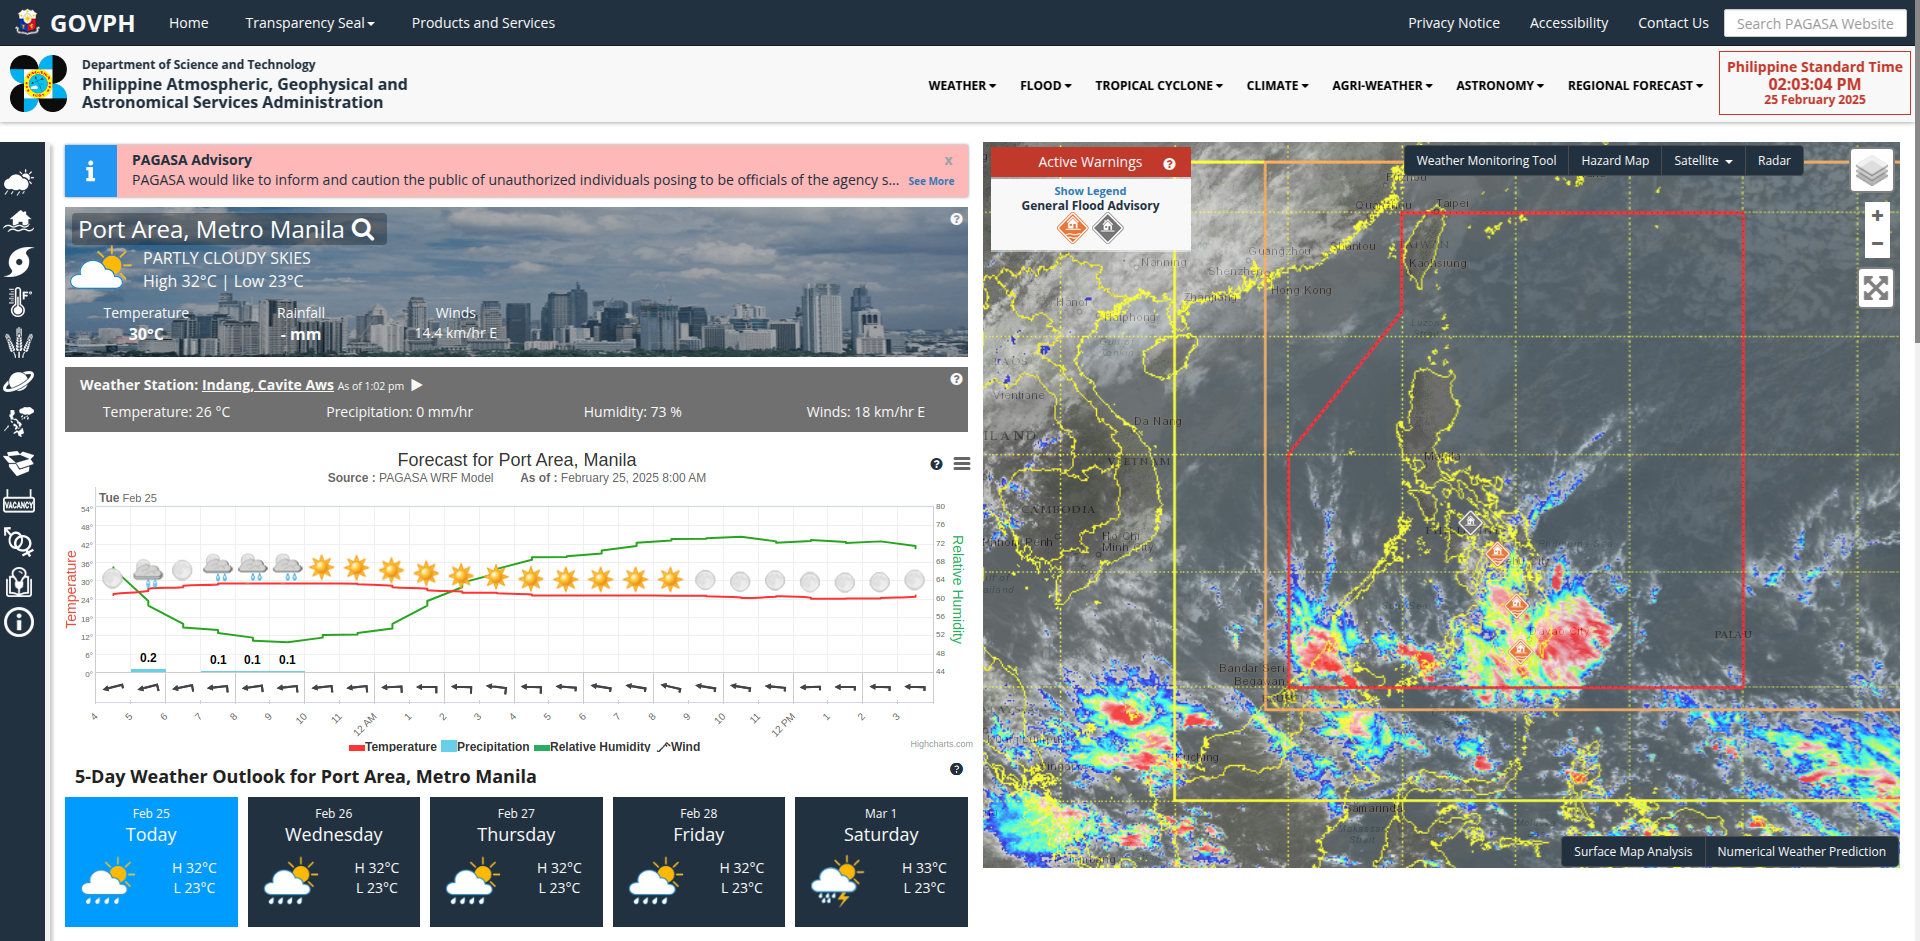 GOVPH
Home
Transparency Seal
Products and Services
Privacy Notice
Accessibility
Contact Us
Search PAGASA Website
Department of Science and Technology
Philippine Atmospheric, Geophysical and
Astronomical Services Administration
WEATHER
FLOOD
TROPICAL CYCLONE
CLIMATE
AGRI-WEATHER
ASTRONOMY
REGIONAL FORECAST
Philippine Standard Time
02:03:04 PM
25 February 2025
PAGASA Advisory
x
PAGASA would like to inform and caution the public of unauthorized individuals posing to be officials of the agency s... See More
Port Area, Metro Manila
PARTLY CLOUDY SKIES
High 32°C | Low 23°C
Temperature
30°C
Rainfall
- mm
Winds
14.4 km/hr E
Weather Station: Indang, Cavite Aws As of 1:02 pm
Temperature: 26 °C
Precipitation: 0 mm/hr
Humidity: 73 %
Winds: 18 km/hr E
Forecast for Port Area, Manila
Source : PAGASA WRF Model As of : February 25, 2025 8:00 AM
Tue Feb 25
Temperature
54°
48°
42°
36°
30°
24°
18°
12°
6°
0°
Relative Humidity
80
76
72
68
64
60
56
52
48
44
0.2
0.1
0.1
0.1
4
5
6
7
8
9
10
11
12 AM
1
2
3
4
5
6
7
8
9
10
11
12 PM
1
2
3
Temperature
Precipitation
Relative Humidity
Wind
Highcharts.com
5-Day Weather Outlook for Port Area, Metro Manila
Feb 25
Today
H 32°C
L 23°C
Feb 26
Wednesday
H 32°C
L 23°C
Feb 27
Thursday
H 32°C
L 23°C
Feb 28
Friday
H 32°C
L 23°C
Mar 1
Saturday
H 33°C
L 23°C
VACANCY
Active Warnings
Show Legend
General Flood Advisory
Weather Monitoring Tool
Hazard Map
Satellite
Radar
+
−
Taipei
Guangzhou
Shantou
TAIWAN
Kaohsiung
Nanning
Shenzhen
Hong Kong
Zhanjiang
Hanoi
Haiphong
Vientiane
Da Nang
VIETNAM
Manila
CAMBODIA
Ho Chi
Minh City
Davao City
PALAU
Bandar Seri
Begawan
Kuching
Samarinda
Surface Map Analysis
Numerical Weather Prediction